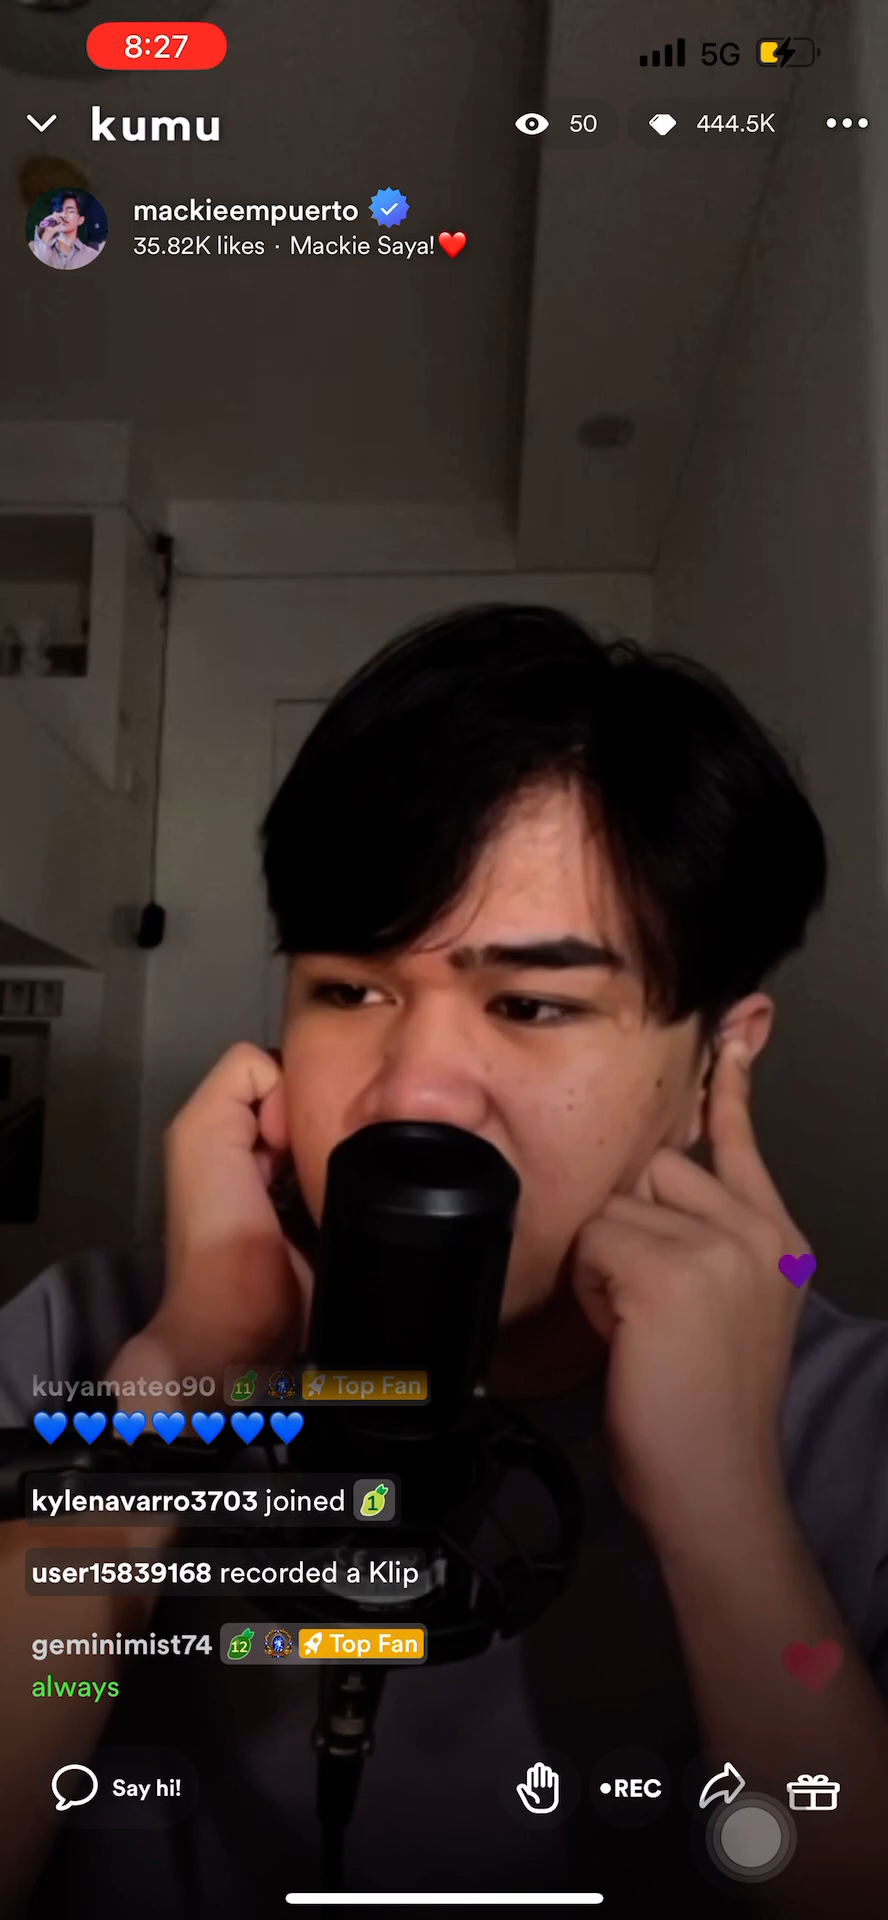 8:27
5G
kumu
50
444.5K
mackieempuerto
35.82K likes · Mackie Saya!❤️
kuyamateo90 11 Top Fan
💙💙💙💙💙💙💙
kylenavarro3703 joined 1
user15839168 recorded a Klip
geminimist74 12 Top Fan
always
Say hi!
•REC